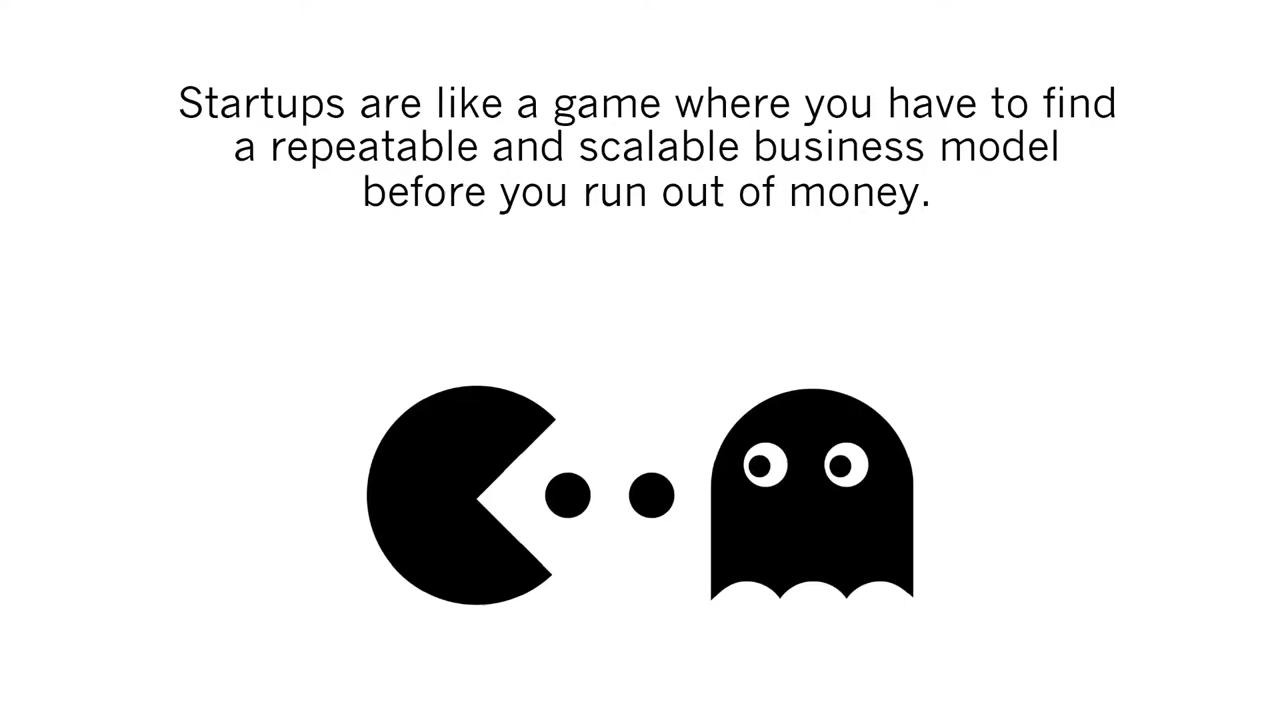 Startups are like a game where you have to find
a repeatable and scalable business model
before you run out of money.